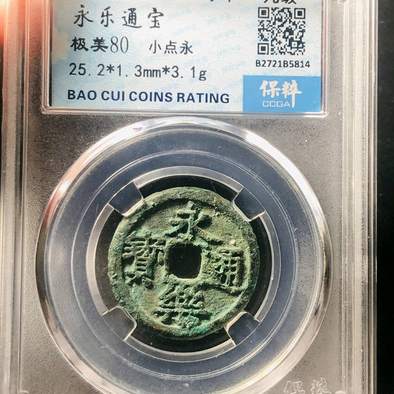 永乐通宝
极美80 小点永
25.2*1.3mm*3.1g
B2721B5814
BAO CUI COINS RATING
保粹
CCGA
永樂通寶